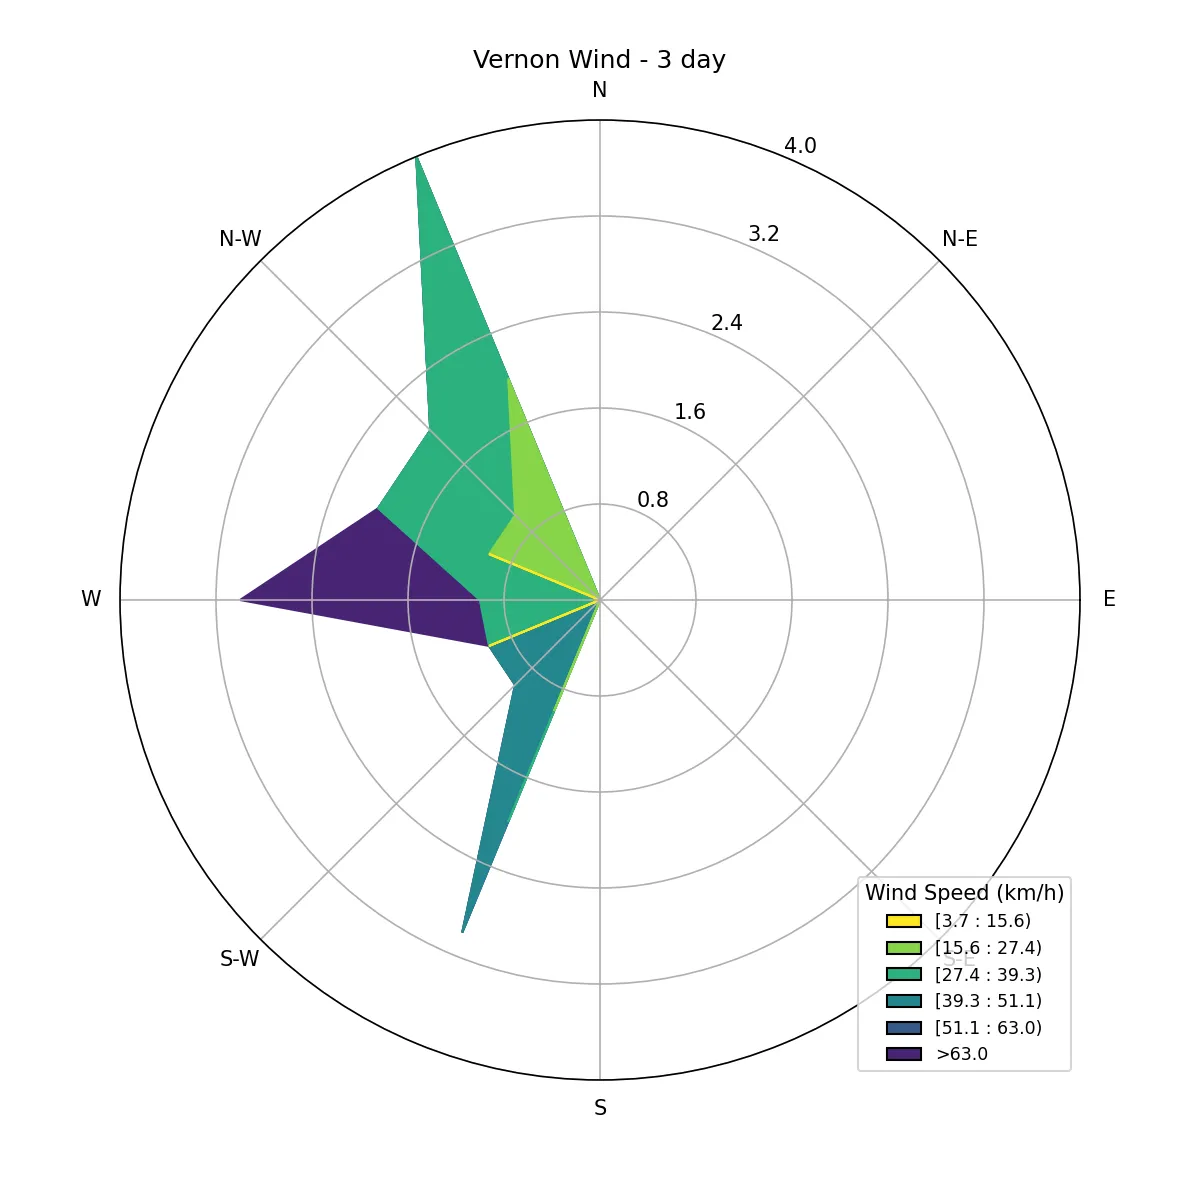 Vernon Wind - 3 day
N
4.0
N-W
N-E
3.2
2.4
1.6
0.8
W
E
Wind Speed (km/h)
[3.7 : 15.6)
[15.6 : 27.4)
S-W
S-E
[27.4 : 39.3)
[39.3 : 51.1)
[51.1 : 63.0)
>63.0
S